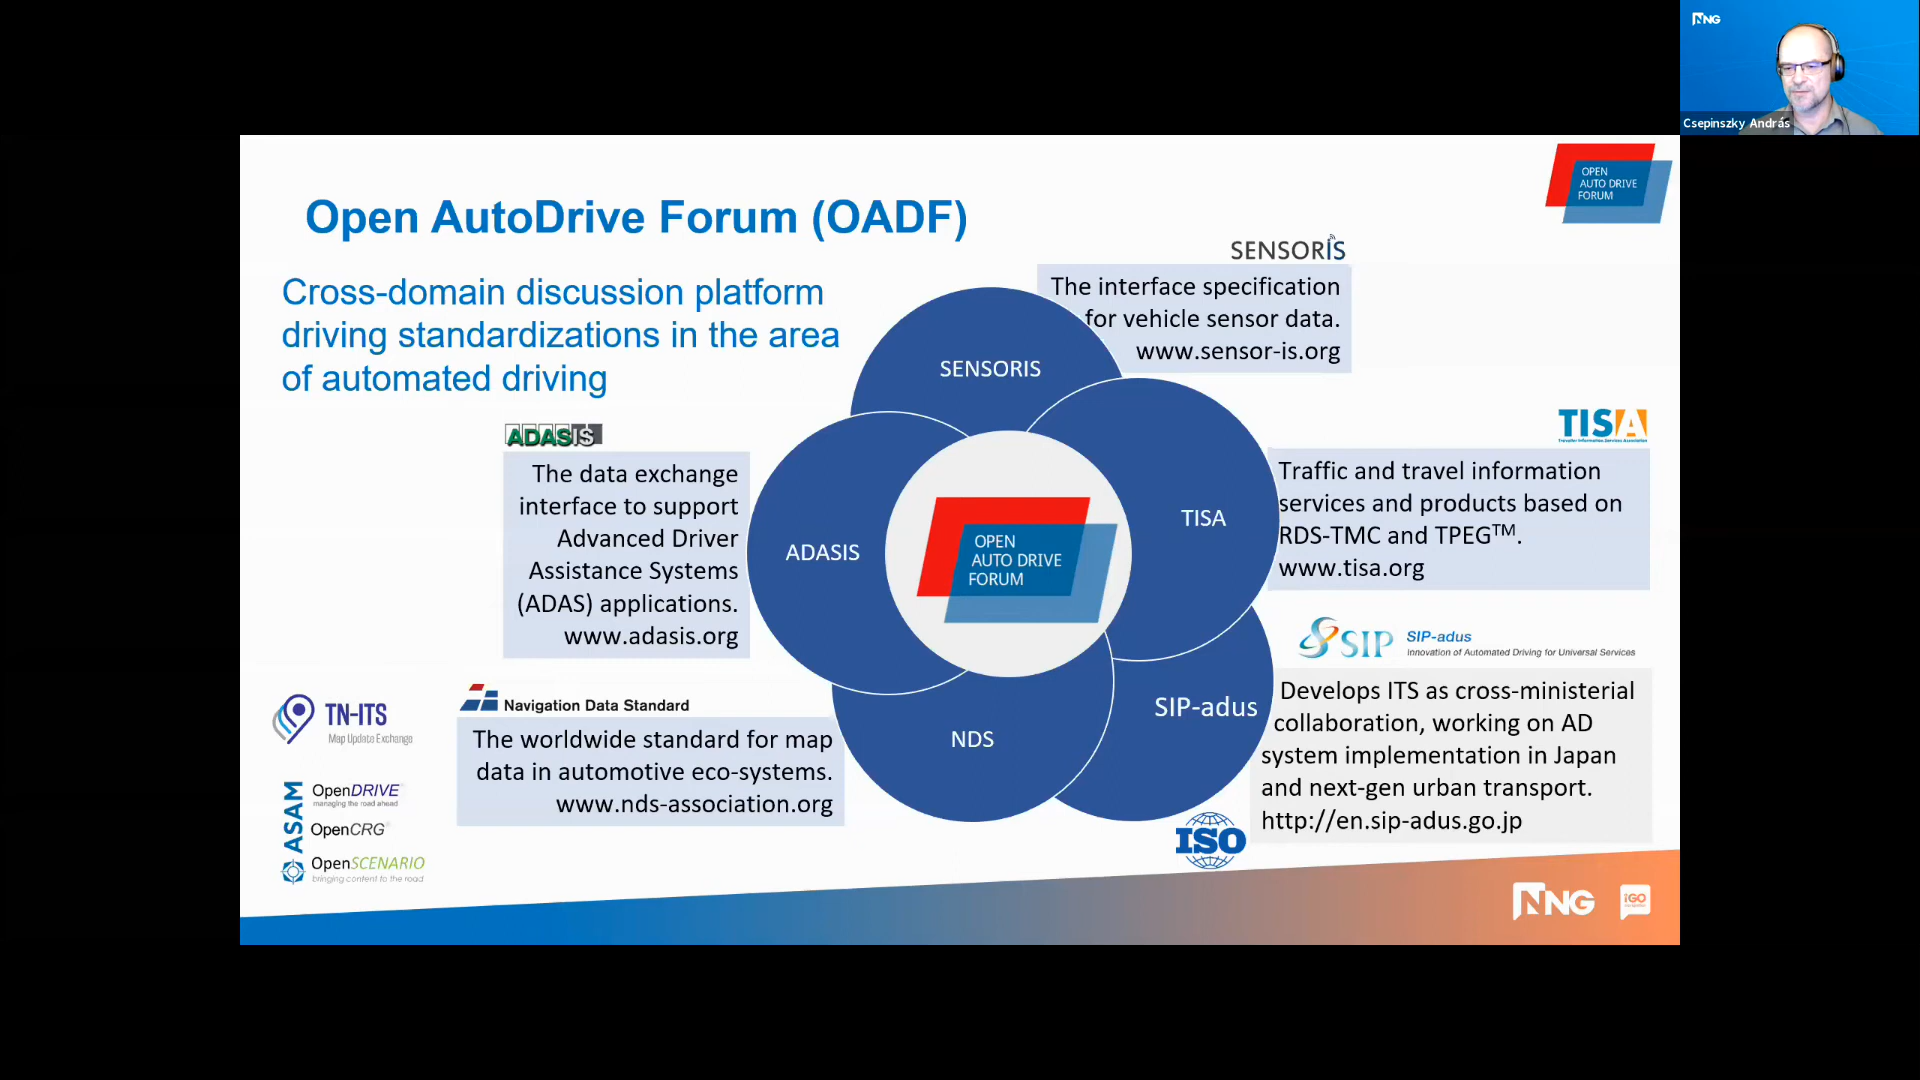 NNG
Csepinszky András
OPEN
AUTO DRIVE
FORUM
Open AutoDrive Forum (OADF)
Cross-domain discussion platform
driving standardizations in the area
of automated driving
SENSORIS
The interface specification
for vehicle sensor data.
www.sensor-is.org
SENSORIS
ADASIS
The data exchange
interface to support
Advanced Driver
Assistance Systems
(ADAS) applications.
www.adasis.org
ADASIS
OPEN
AUTO DRIVE
FORUM
TISA
TISA
Traveller Information Services Association
Traffic and travel information
services and products based on
RDS-TMC and TPEG™.
www.tisa.org
SIP
SIP-adus
Innovation of Automated Driving for Universal Services
Develops ITS as cross-ministerial
collaboration, working on AD
system implementation in Japan
and next-gen urban transport.
http://en.sip-adus.go.jp
SIP-adus
NDS
Navigation Data Standard
The worldwide standard for map
data in automotive eco-systems.
www.nds-association.org
TN-ITS
Map Update Exchange
ASAM
OpenDRIVE
managing the road ahead
OpenCRG
OpenSCENARIO
bringing content to the road
ISO
NNG
iGO